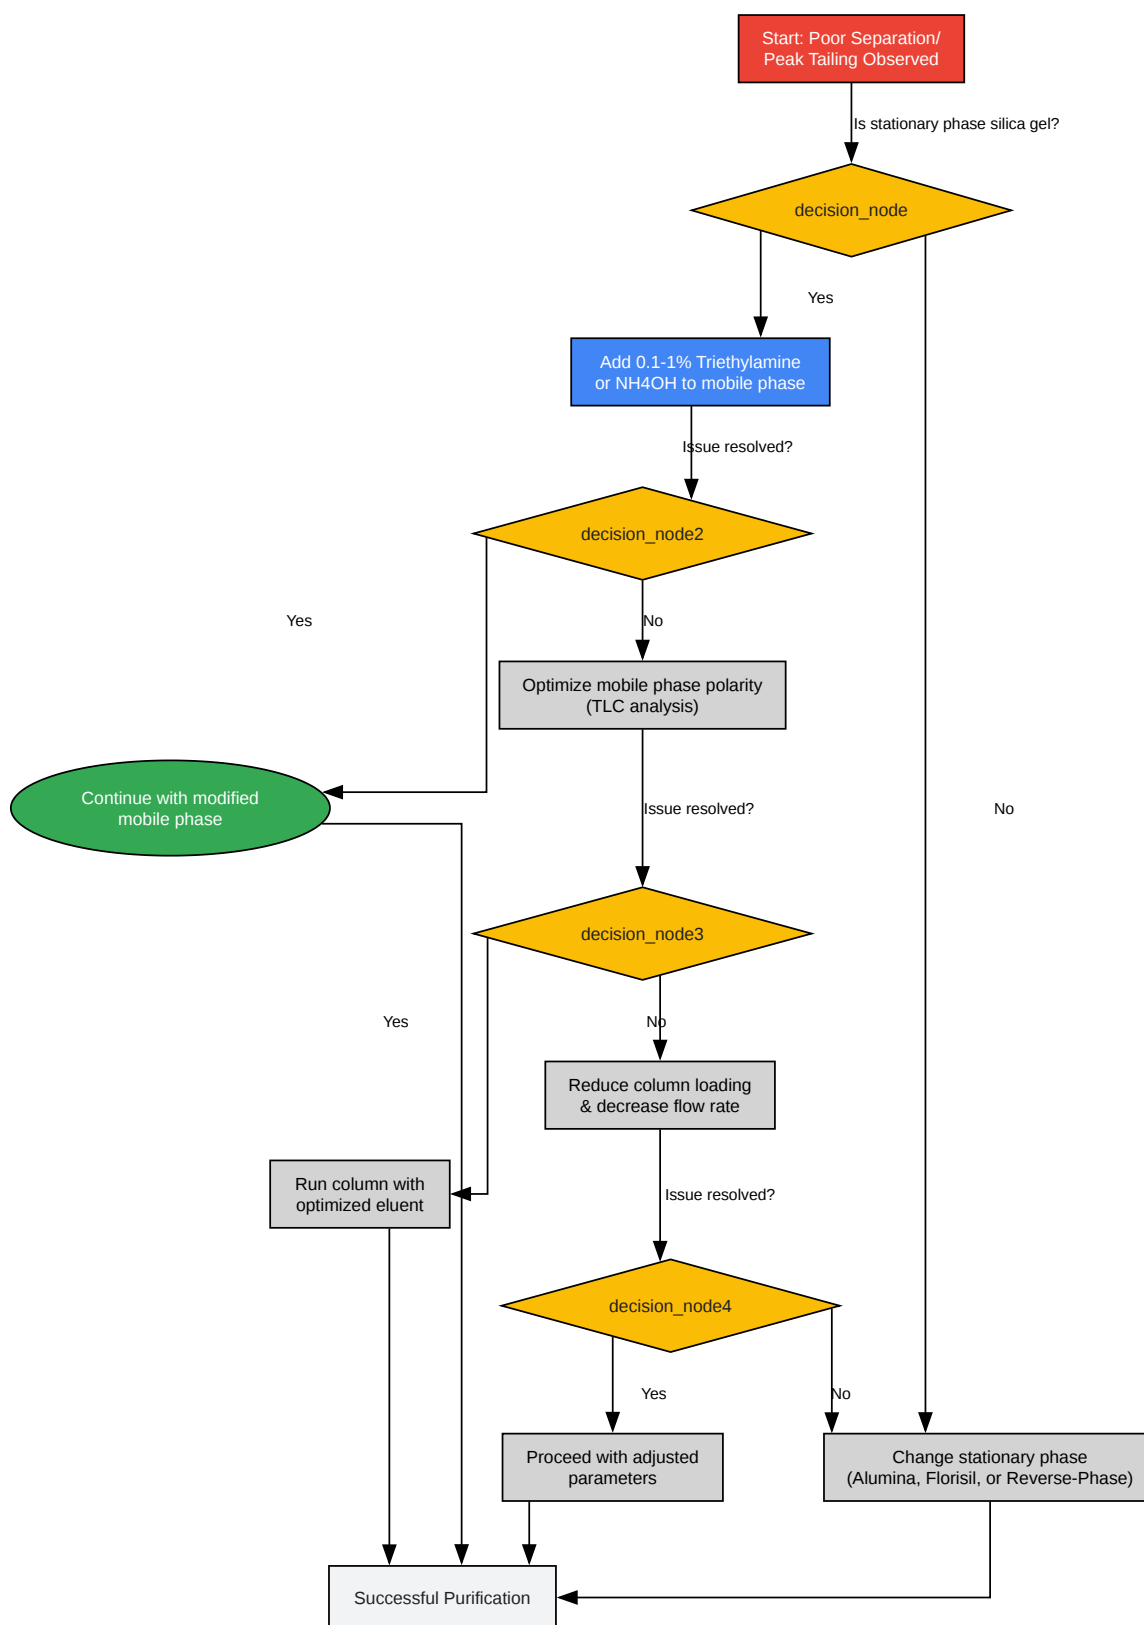 Start: Poor Separation/
Peak Tailing Observed
Is stationary phase silica gel?
decision_node
Yes
Add 0.1-1% Triethylamine
or NH4OH to mobile phase
Issue resolved?
decision_node2
Yes
No
Optimize mobile phase polarity
(TLC analysis)
Continue with modified
mobile phase
Issue resolved?
No
decision_node3
Yes
No
Reduce column loading
& decrease flow rate
Run column with
optimized eluent
Issue resolved?
decision_node4
Yes
No
Proceed with adjusted
parameters
Change stationary phase
(Alumina, Florisil, or Reverse-Phase)
Successful Purification